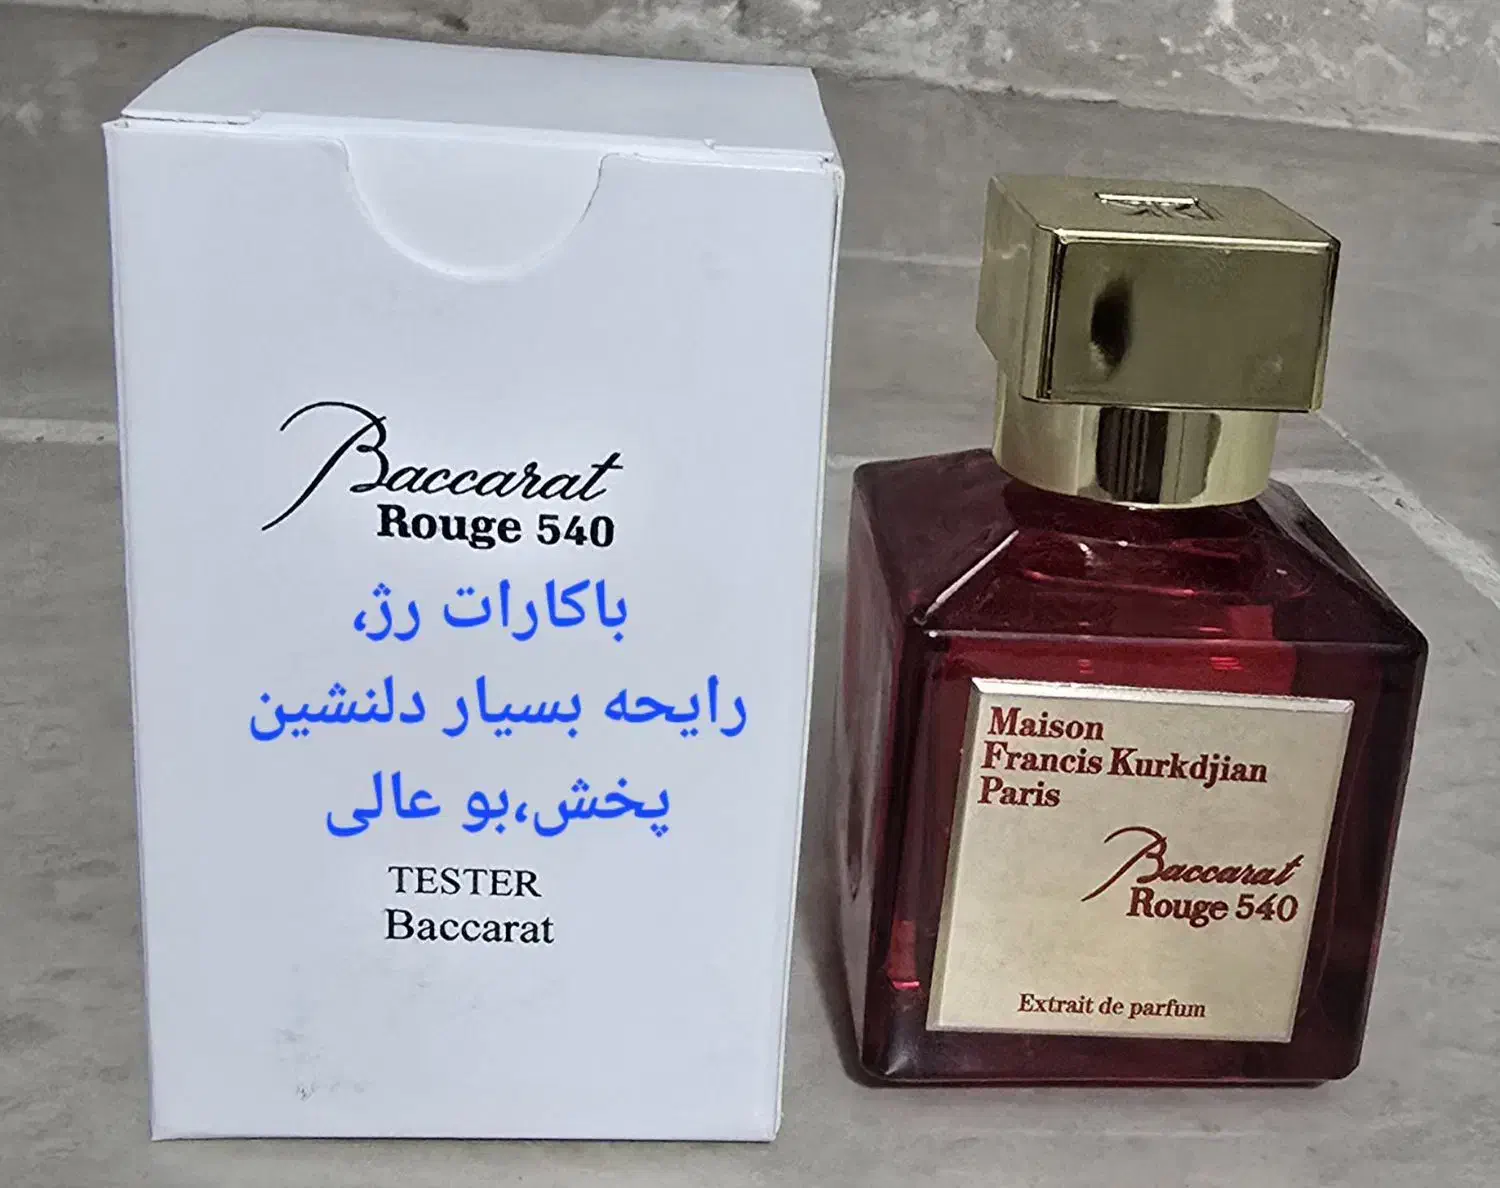 Baccarat
Rouge 540
باکارات رژ،
رایحه بسیار دلنشین
پخش،بو عالی
TESTER
Baccarat
Maison
Francis Kurkdjian
Paris
Baccarat
Rouge 540
Extrait de parfum